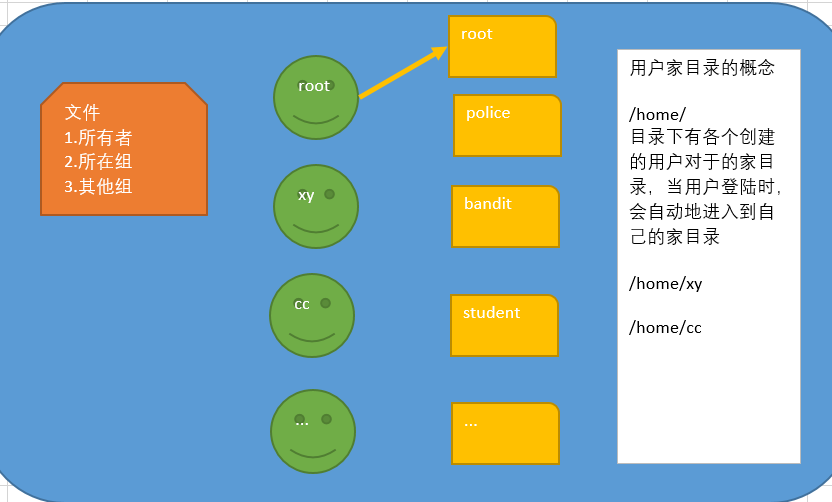 文件
1.所有者
2.所在组
3.其他组
root
xy
cc
...
root
police
bandit
student
...
用户家目录的概念
/home/
目录下有各个创建
的用户对于的家目
录，当用户登陆时，
会自动地进入到自
己的家目录
/home/xy
/home/cc